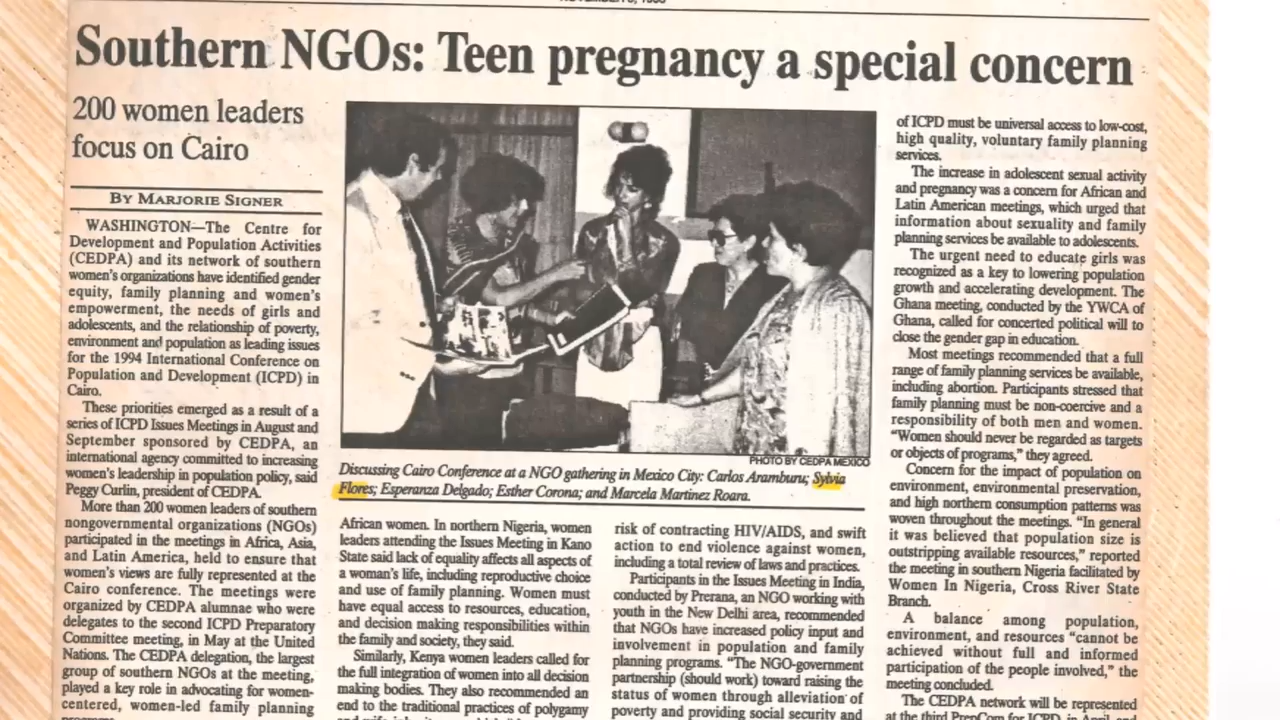 Southern NGOs: Teen pregnancy a special concern
200 women leaders
focus on Cairo
BY MARJORIE SIGNER
WASHINGTON—The Centre for
Development and Population Activities
(CEDPA) and its network of southern
women's organizations have identified gender
equity, family planning and women's
empowerment, the needs of girls and
adolescents, and the relationship of poverty,
environment and population as leading issues
for the 1994 International Conference on
Population and Development (ICPD) in
Cairo.
These priorities emerged as a result of a
series of ICPD Issues Meetings in August and
September sponsored by CEDPA, an
international agency committed to increasing
women's leadership in population policy, said
Peggy Curlin, president of CEDPA.
More than 200 women leaders of southern
nongovernmental organizations (NGOs)
participated in the meetings in Africa, Asia,
and Latin America, held to ensure that
women's views are fully represented at the
Cairo conference. The meetings were
organized by CEDPA alumnae who were
delegates to the second ICPD Preparatory
Committee meeting, in May at the United
Nations. The CEDPA delegation, the largest
group of southern NGOs at the meeting,
played a key role in advocating for women-
centered, women-led family planning
PHOTO BY CEDPA MEXICO
Discussing Cairo Conference at a NGO gathering in Mexico City: Carlos Aramburu; Sylvia
Flores; Esperanza Delgado; Esther Corona; and Marcela Martinez Roara.
African women. In northern Nigeria, women
leaders attending the Issues Meeting in Kano
State said lack of equality affects all aspects of
a woman's life, including reproductive choice
and use of family planning. Women must
have equal access to resources, education,
and decision making responsibilities within
the family and society, they said.
Similarly, Kenya women leaders called for
the full integration of women into all decision
making bodies. They also recommended an
end to the traditional practices of polygamy
risk of contracting HIV/AIDS, and swift
action to end violence against women,
including a total review of laws and practices.
Participants in the Issues Meeting in India,
conducted by Prerana, an NGO working with
youth in the New Delhi area, recommended
that NGOs have increased policy input and
involvement in population and family
planning programs. "The NGO-government
partnership (should work) toward raising the
status of women through alleviation of
poverty and providing social security and
of ICPD must be universal access to low-cost,
high quality, voluntary family planning
services.
The increase in adolescent sexual activity
and pregnancy was a concern for African and
Latin American meetings, which urged that
information about sexuality and family
planning services be available to adolescents.
The urgent need to educate girls was
recognized as a key to lowering population
growth and accelerating development. The
Ghana meeting, conducted by the YWCA of
Ghana, called for concerted political will to
close the gender gap in education.
Most meetings recommended that a full
range of family planning services be available,
including abortion. Participants stressed that
family planning must be non-coercive and a
responsibility of both men and women.
"Women should never be regarded as targets
or objects of programs," they agreed.
Concern for the impact of population on
environment, environmental preservation,
and high northern consumption patterns was
woven throughout the meetings. "In general
it was believed that population size is
outstripping available resources," reported
the meeting in southern Nigeria facilitated by
Women In Nigeria, Cross River State
Branch.
A balance among population,
environment, and resources "cannot be
achieved without full and informed
participation of the people involved," the
meeting concluded.
The CEDPA network will be represented
at the third PrepCom for ICPD, in April, and